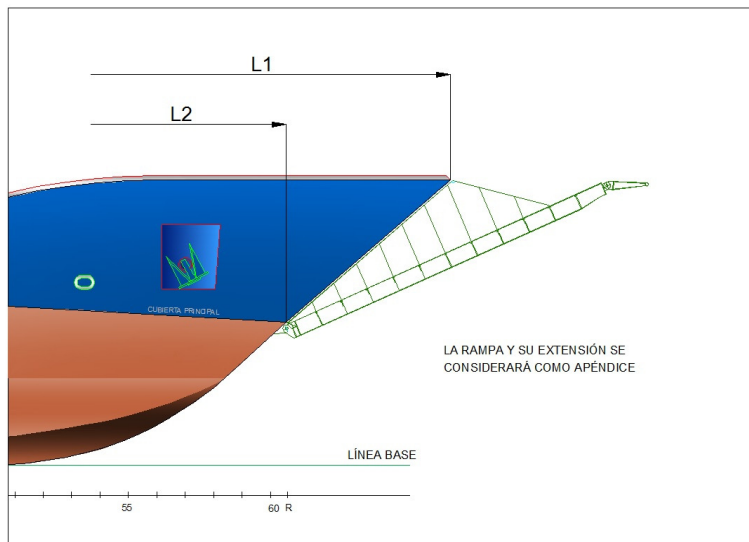 L1
L2
CUBIERTA PRINCIPAL
LA RAMPA Y SU EXTENSIÓN SE
CONSIDERARÁ COMO APÉNDICE
LÍNEA BASE
55 60 R